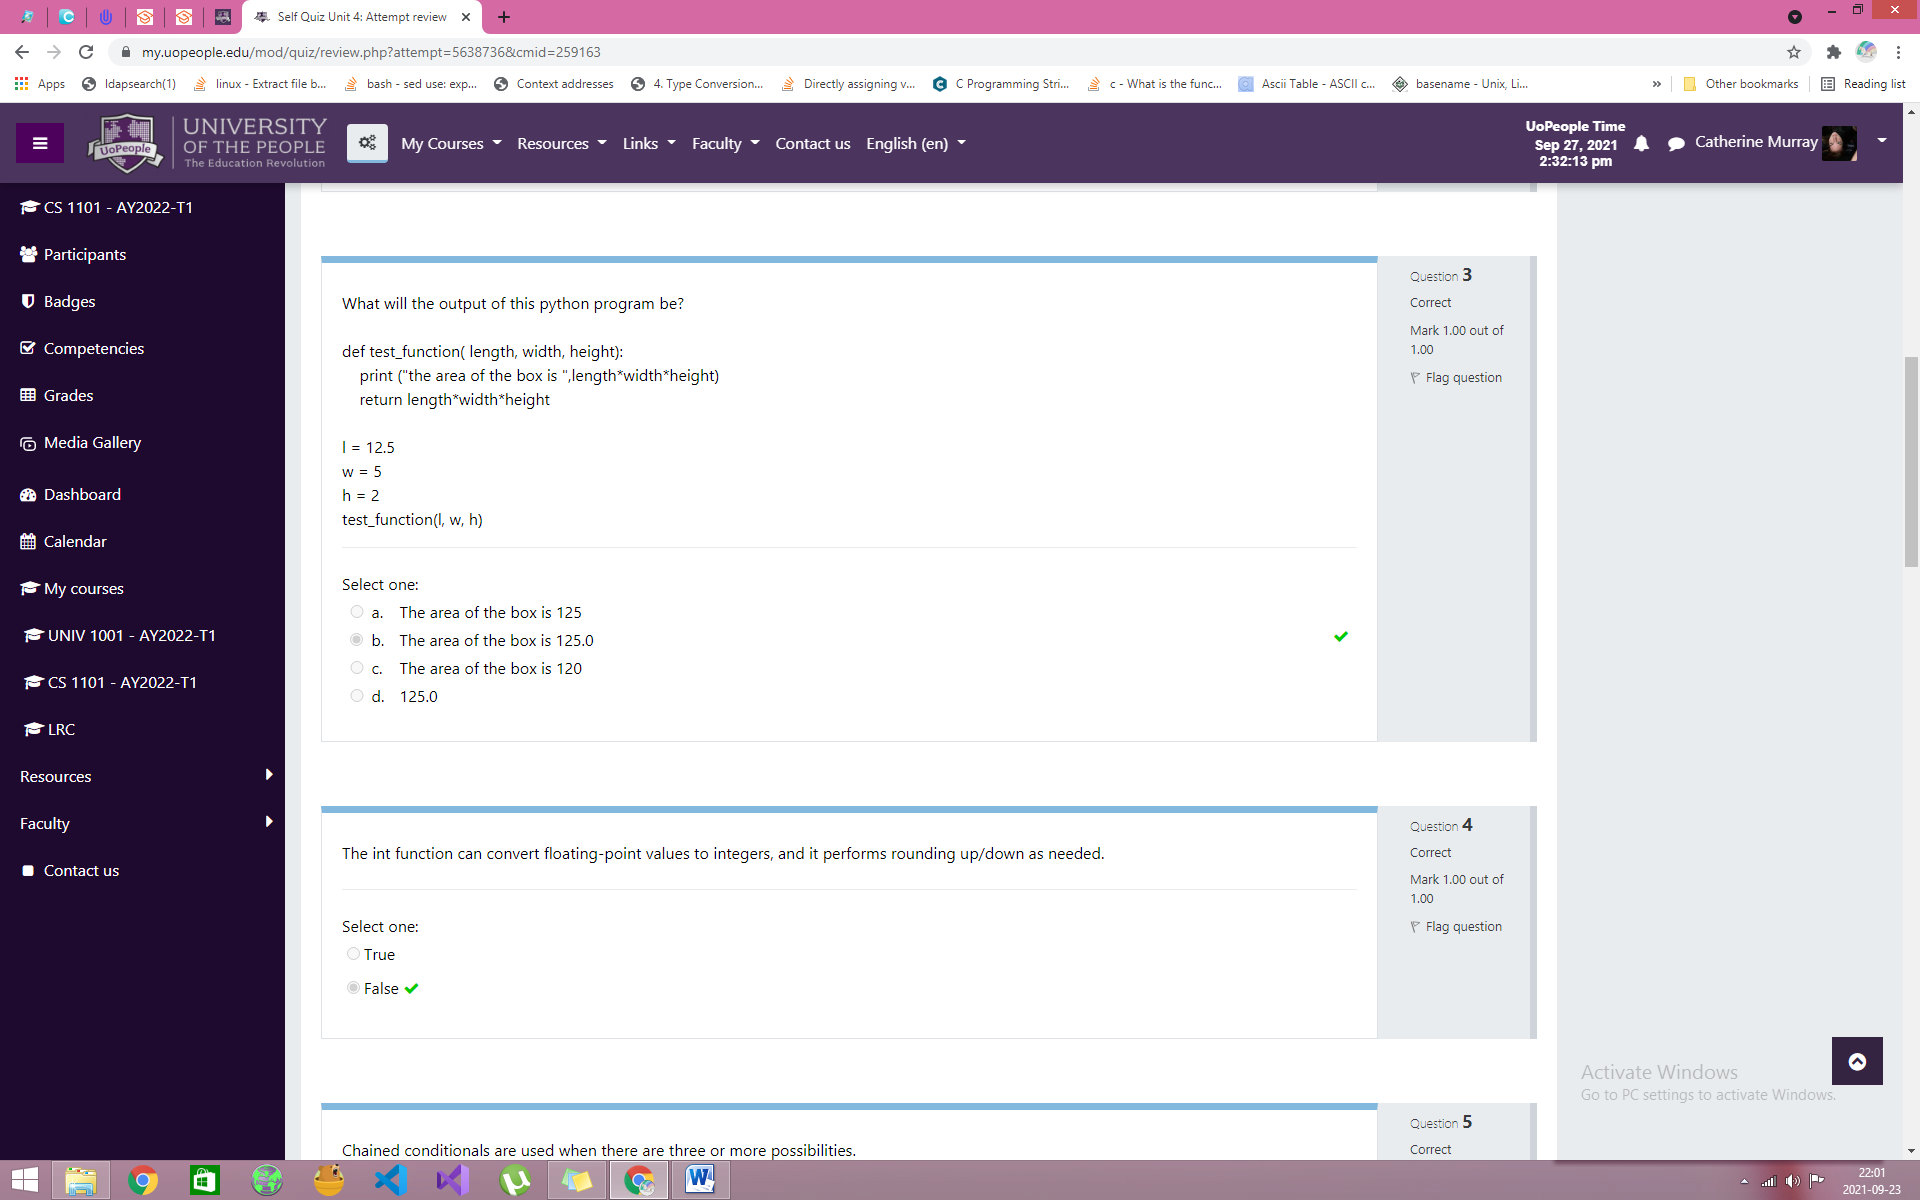 Self Quiz Unit 4: Attempt review
my.uopeople.edu/mod/quiz/review.php?attempt=5638736&cmid=259163
Apps
ldapsearch(1)
linux - Extract file b...
bash - sed use: exp...
Context addresses
4. Type Conversion...
Directly assigning v...
C Programming Stri...
c - What is the func...
Ascii Table - ASCII c...
basename - Unix, Li...
»
Other bookmarks
Reading list
UoPeople
UNIVERSITY
OF THE PEOPLE
The Education Revolution
My Courses
Resources
Links
Faculty
Contact us
English (en)
UoPeople Time
Sep 27, 2021
2:32:13 pm
Catherine Murray
CS 1101 - AY2022-T1
Participants
Badges
Competencies
Grades
Media Gallery
Dashboard
Calendar
My courses
UNIV 1001 - AY2022-T1
CS 1101 - AY2022-T1
LRC
Resources
Faculty
Contact us
What will the output of this python program be?
def test_function( length, width, height):
print ("the area of the box is ",length*width*height)
return length*width*height
l = 12.5
w = 5
h = 2
test_function(l, w, h)
Select one:
a. The area of the box is 125
b. The area of the box is 125.0
c. The area of the box is 120
d. 125.0
Question 3
Correct
Mark 1.00 out of
1.00
Flag question
The int function can convert floating-point values to integers, and it performs rounding up/down as needed.
Select one:
True
False
Question 4
Correct
Mark 1.00 out of
1.00
Flag question
Chained conditionals are used when there are three or more possibilities.
Question 5
Correct
Activate Windows
Go to PC settings to activate Windows.
22:01
2021-09-23